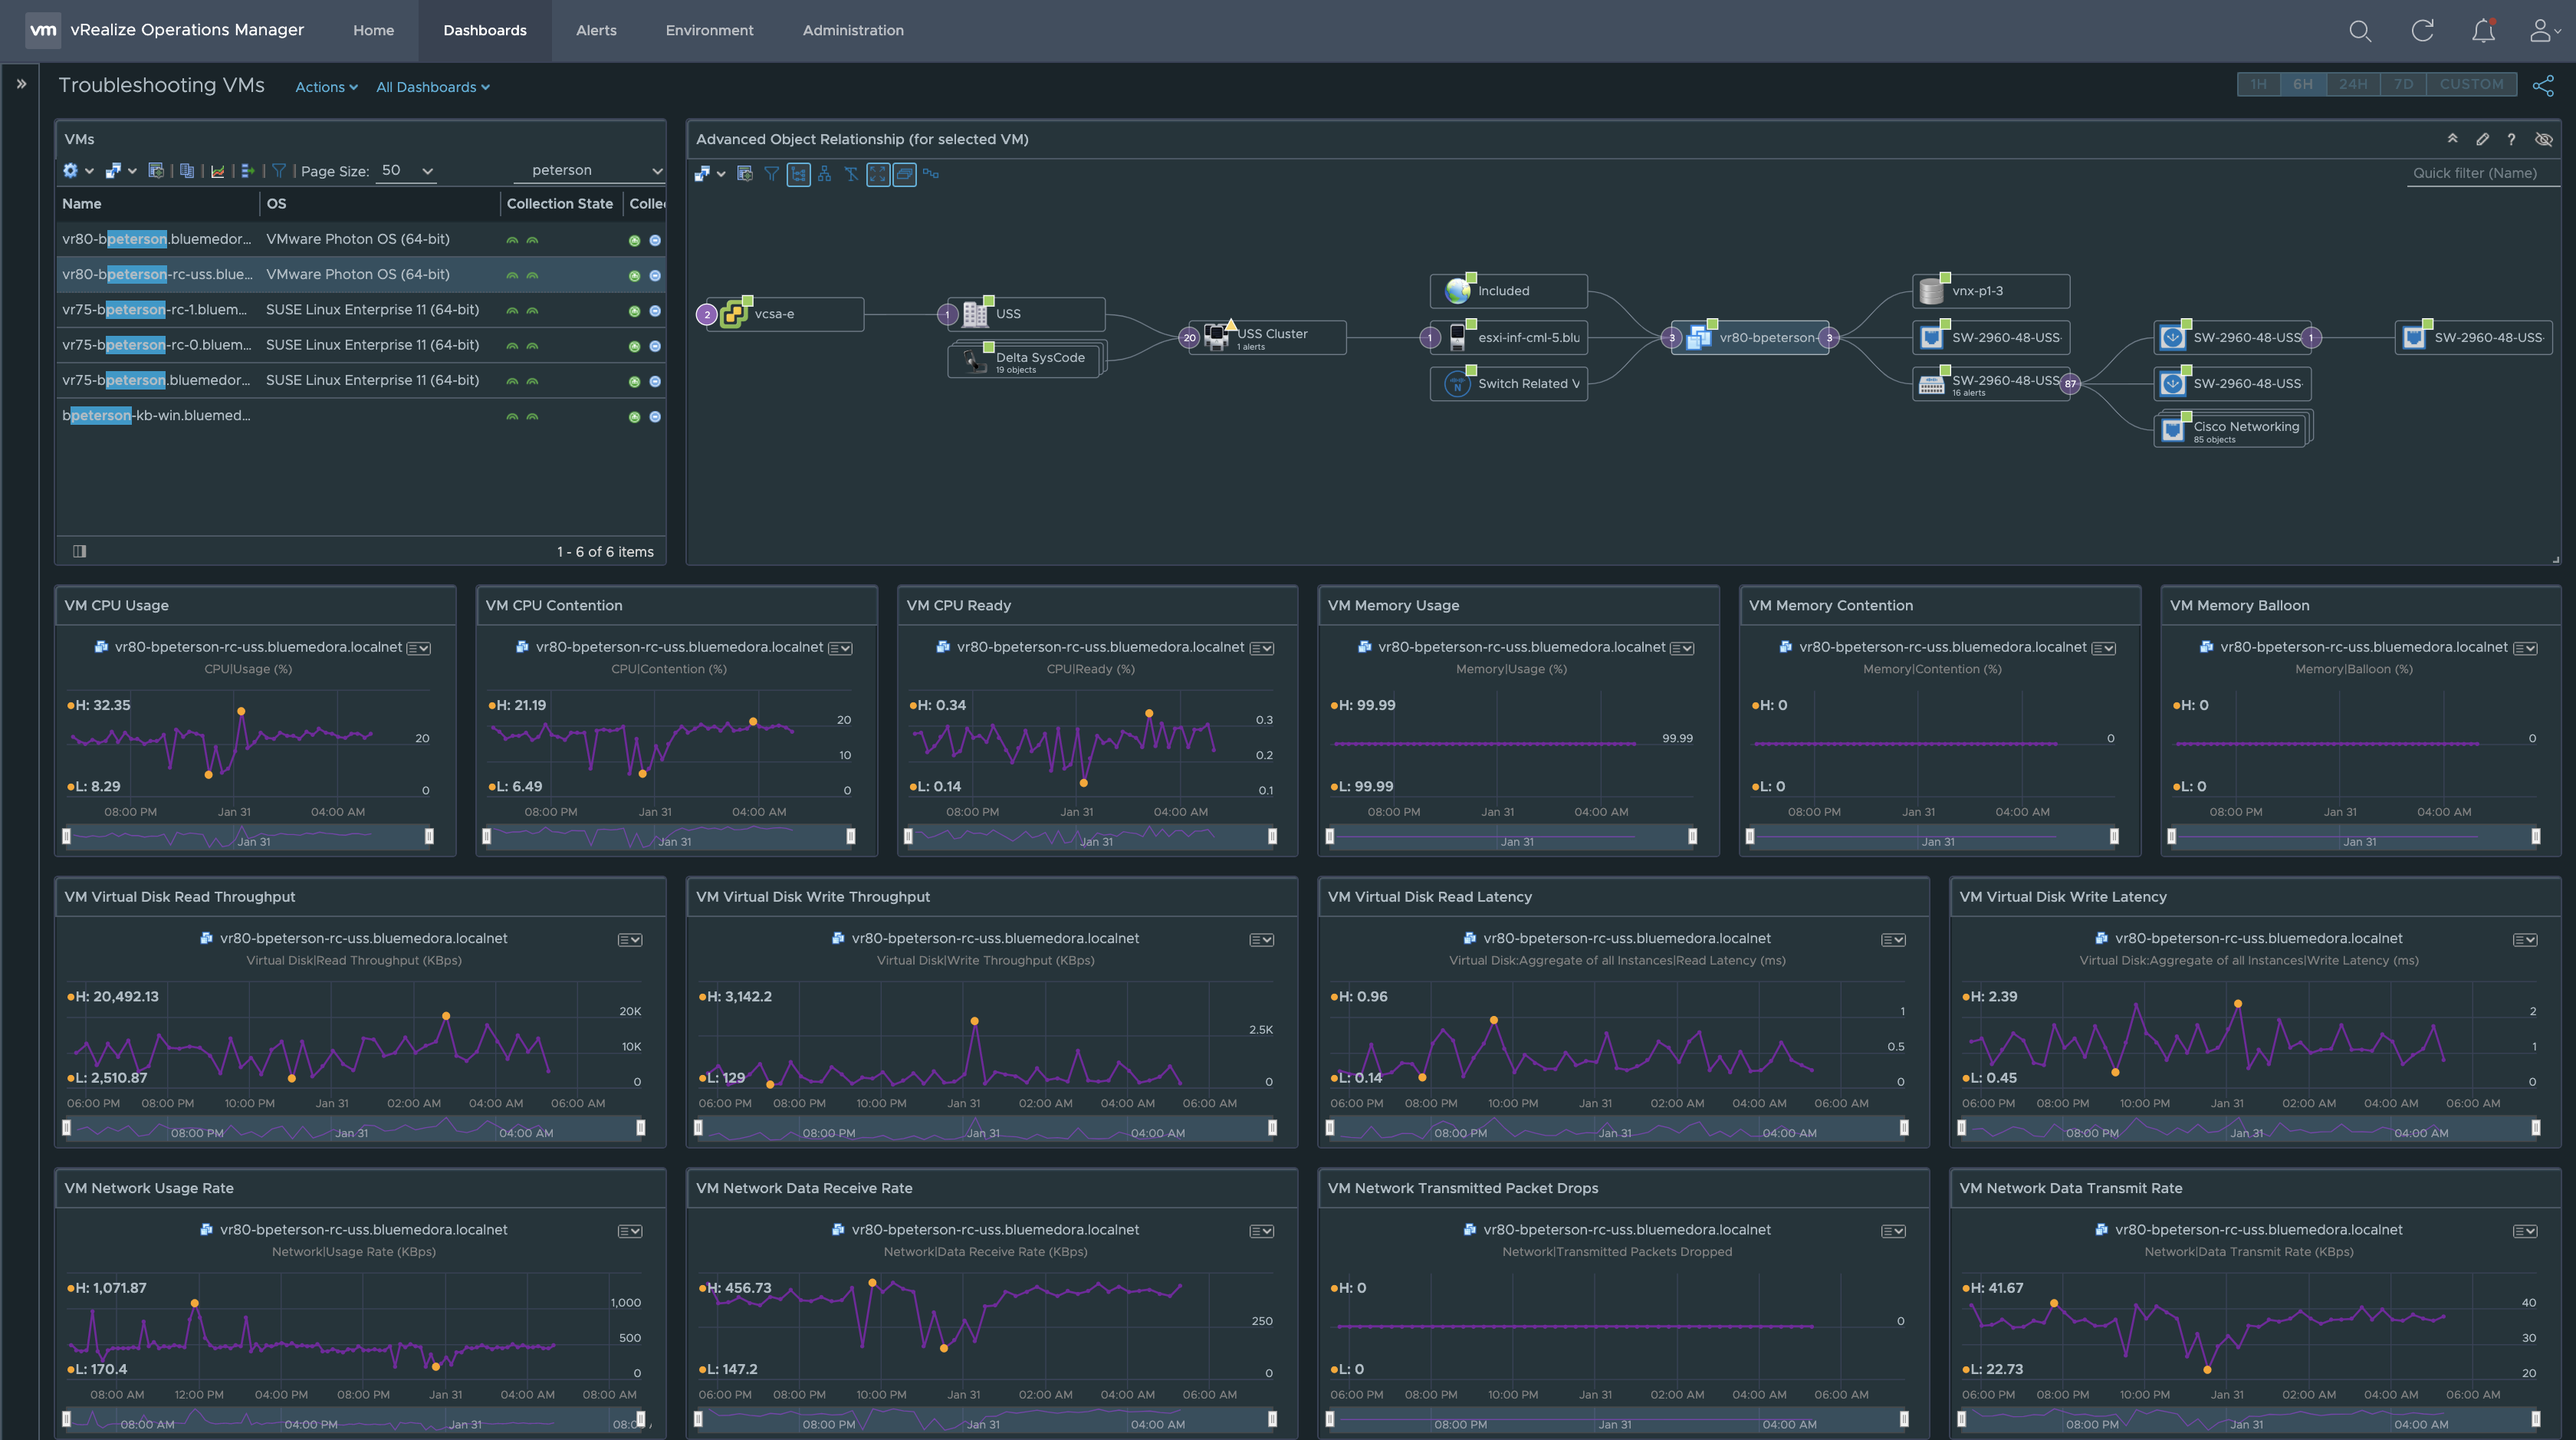 vm vRealize Operations Manager Home Dashboards Alerts Environment Administration
Troubleshooting VMs Actions All Dashboards 1H 6H 24H 7D CUSTOM
VMs
Page Size: 50 peterson
Name OS Collection State Collec
vr80-bpeterson.bluemedor... VMware Photon OS (64-bit)
vr80-bpeterson-rc-uss.blue... VMware Photon OS (64-bit)
vr75-bpeterson-rc-1.bluem... SUSE Linux Enterprise 11 (64-bit)
vr75-bpeterson-rc-0.bluem... SUSE Linux Enterprise 11 (64-bit)
vr75-bpeterson.bluemedor... SUSE Linux Enterprise 11 (64-bit)
bpeterson-kb-win.bluemed...
1 - 6 of 6 items
Advanced Object Relationship (for selected VM)
Quick filter (Name)
2 vcsa-e
1 USS
Delta SysCode
19 objects
20 USS Cluster
1 alerts
Included
1 esxi-inf-cml-5.blu
Switch Related V
3 vr80-bpeterson- 3
vnx-p1-3
SW-2960-48-USS-
SW-2960-48-USS 87
16 alerts
SW-2960-48-USS 1
SW-2960-48-USS-
Cisco Networking
85 objects
SW-2960-48-USS-
VM CPU Usage
vr80-bpeterson-rc-uss.bluemedora.localnet
CPU|Usage (%)
H: 32.35
20
L: 8.29
0
08:00 PM Jan 31 04:00 AM
Jan 31
VM CPU Contention
vr80-bpeterson-rc-uss.bluemedora.localnet
CPU|Contention (%)
H: 21.19
20
10
L: 6.49
0
08:00 PM Jan 31 04:00 AM
Jan 31
VM CPU Ready
vr80-bpeterson-rc-uss.bluemedora.localnet
CPU|Ready (%)
H: 0.34
0.3
0.2
L: 0.14
0.1
08:00 PM Jan 31 04:00 AM
Jan 31
VM Memory Usage
vr80-bpeterson-rc-uss.bluemedora.localnet
Memory|Usage (%)
H: 99.99
99.99
L: 99.99
08:00 PM Jan 31 04:00 AM
Jan 31
VM Memory Contention
vr80-bpeterson-rc-uss.bluemedora.localnet
Memory|Contention (%)
H: 0
0
L: 0
08:00 PM Jan 31 04:00 AM
Jan 31
VM Memory Balloon
vr80-bpeterson-rc-uss.bluemedora.localnet
Memory|Balloon (%)
H: 0
0
L: 0
08:00 PM Jan 31 04:00 AM
Jan 31
VM Virtual Disk Read Throughput
vr80-bpeterson-rc-uss.bluemedora.localnet
Virtual Disk|Read Throughput (KBps)
H: 20,492.13
20K
10K
L: 2,510.87
0
06:00 PM 08:00 PM 10:00 PM Jan 31 02:00 AM 04:00 AM 06:00 AM
08:00 PM Jan 31 04:00 AM
VM Virtual Disk Write Throughput
vr80-bpeterson-rc-uss.bluemedora.localnet
Virtual Disk|Write Throughput (KBps)
H: 3,142.2
2.5K
L: 129
0
06:00 PM 08:00 PM 10:00 PM Jan 31 02:00 AM 04:00 AM 06:00 AM
08:00 PM Jan 31 04:00 AM
VM Virtual Disk Read Latency
vr80-bpeterson-rc-uss.bluemedora.localnet
Virtual Disk:Aggregate of all Instances|Read Latency (ms)
H: 0.96
1
0.5
L: 0.14
0
06:00 PM 08:00 PM 10:00 PM Jan 31 02:00 AM 04:00 AM 06:00 AM
08:00 PM Jan 31 04:00 AM
VM Virtual Disk Write Latency
vr80-bpeterson-rc-uss.bluemedora.localnet
Virtual Disk:Aggregate of all Instances|Write Latency (ms)
H: 2.39
2
1
L: 0.45
0
06:00 PM 08:00 PM 10:00 PM Jan 31 02:00 AM 04:00 AM 06:00 AM
08:00 PM Jan 31 04:00 AM
VM Network Usage Rate
vr80-bpeterson-rc-uss.bluemedora.localnet
Network|Usage Rate (KBps)
H: 1,071.87
1,000
500
L: 170.4
0
08:00 AM 12:00 PM 04:00 PM 08:00 PM Jan 31 04:00 AM 08:00 AM
08:00 AM 04:00 PM Jan 31 08:0
VM Network Data Receive Rate
vr80-bpeterson-rc-uss.bluemedora.localnet
Network|Data Receive Rate (KBps)
H: 456.73
250
L: 147.2
0
06:00 PM 08:00 PM 10:00 PM Jan 31 02:00 AM 04:00 AM 06:00 AM
08:00 PM Jan 31 04:00 AM
VM Network Transmitted Packet Drops
vr80-bpeterson-rc-uss.bluemedora.localnet
Network|Transmitted Packets Dropped
H: 0
0
L: 0
06:00 PM 08:00 PM 10:00 PM Jan 31 02:00 AM 04:00 AM 06:00 AM
08:00 PM Jan 31 04:00 AM
VM Network Data Transmit Rate
vr80-bpeterson-rc-uss.bluemedora.localnet
Network|Data Transmit Rate (KBps)
H: 41.67
40
30
L: 22.73
20
06:00 PM 08:00 PM 10:00 PM Jan 31 02:00 AM 04:00 AM 06:00 AM
08:00 PM Jan 31 04:00 AM